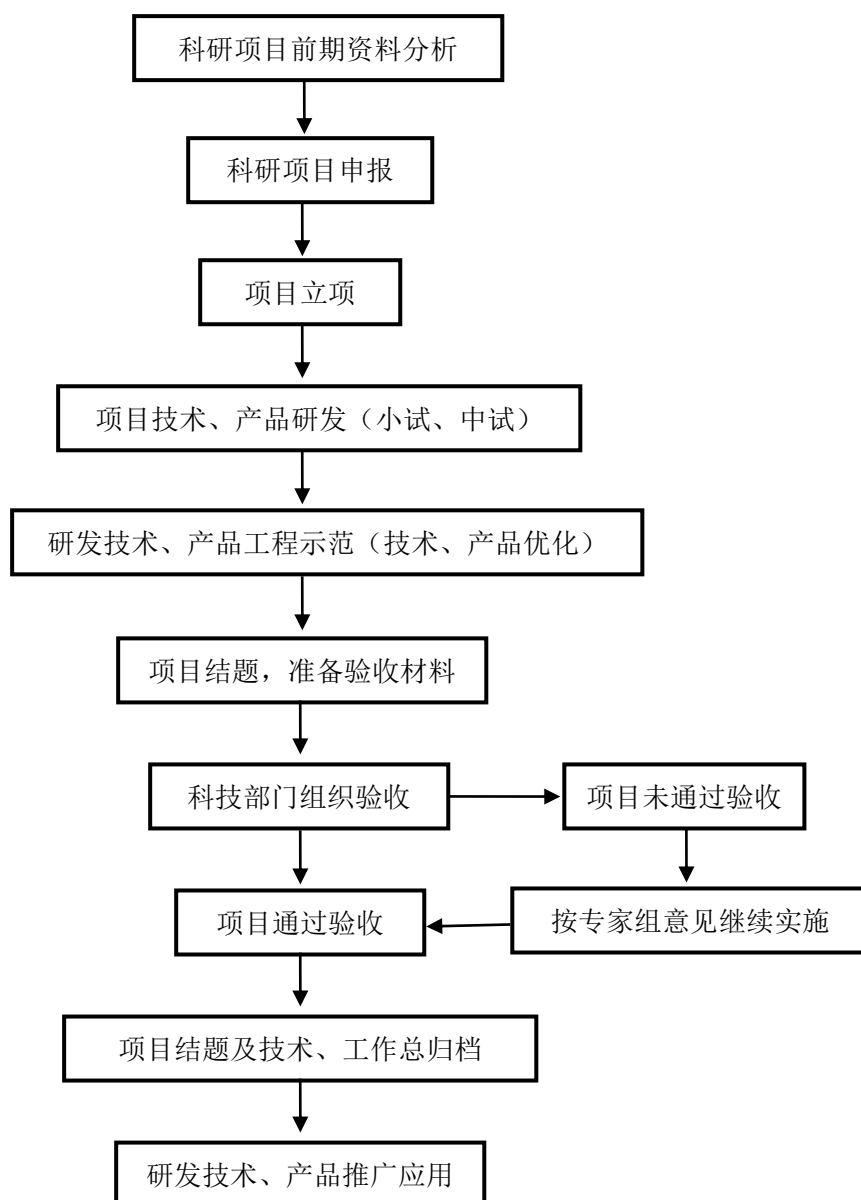 科研项目前期资料分析
科研项目申报
项目立项
项目技术、产品研发（小试、中试）
研发技术、产品工程示范（技术、产品优化）
项目结题，准备验收材料
科技部门组织验收
项目未通过验收
项目通过验收
按专家组意见继续实施
项目结题及技术、工作总归档
研发技术、产品推广应用